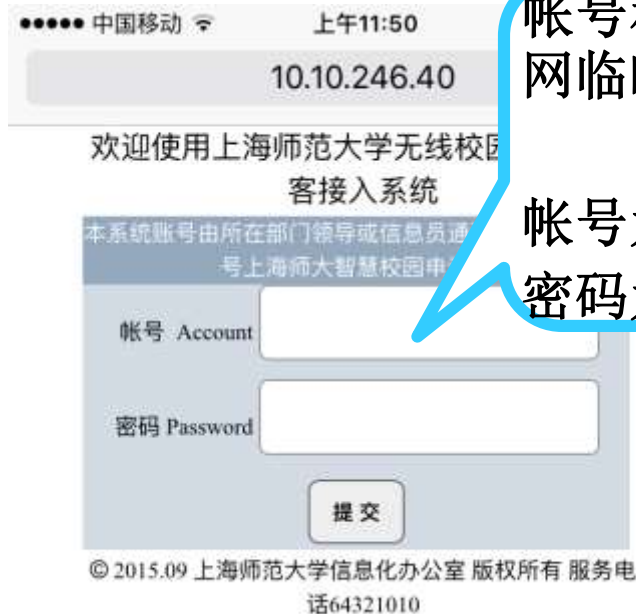 中国移动 上午11:50
10.10.246.40
欢迎使用上海师范大学无线校园
客接入系统
本系统账号由所在部门领导或信息员通
号上海师大智慧校园申
帐号 Account
密码 Password
提 交
© 2015.09 上海师范大学信息化办公室 版权所有 服务电
话64321010
帐号
网临
帐号
密码